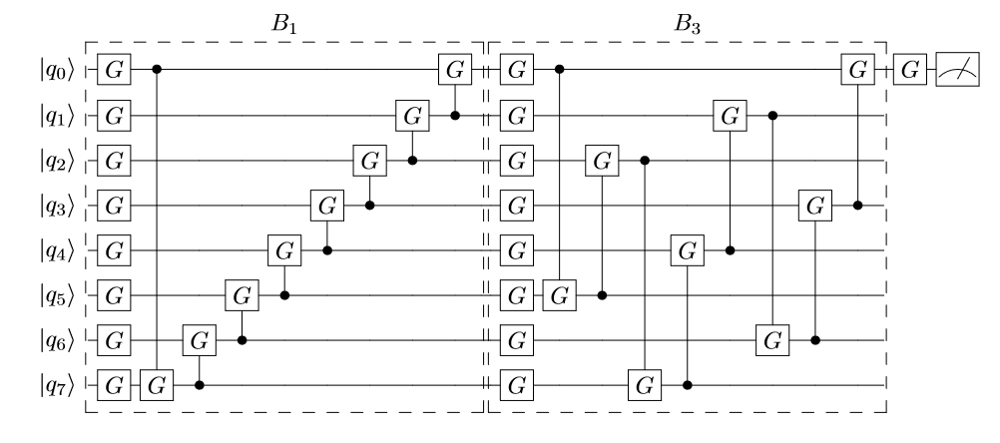 B₁ B₃
|q₀⟩ G G G G G
|q₁⟩ G G G G
|q₂⟩ G G G G
|q₃⟩ G G G G
|q₄⟩ G G G G
|q₅⟩ G G G G
|q₆⟩ G G G G
|q₇⟩ G G G G